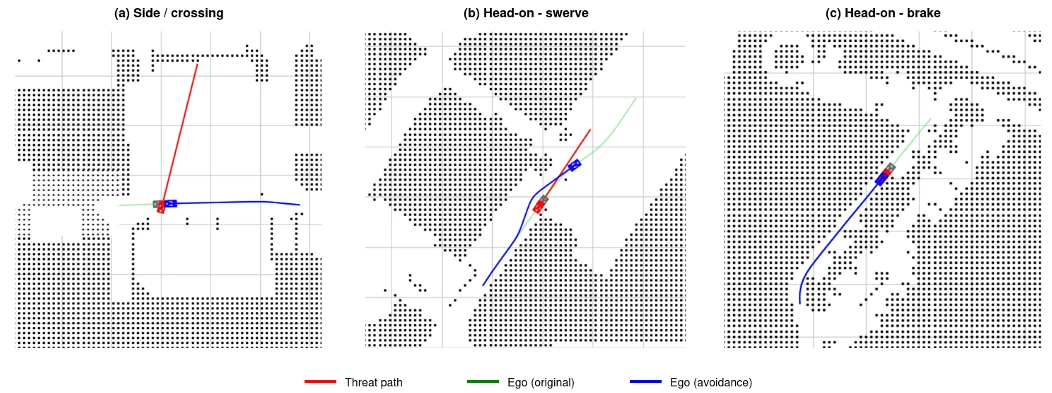 (a) Side / crossing
(b) Head-on - swerve
(c) Head-on - brake
Threat path
Ego (original)
Ego (avoidance)